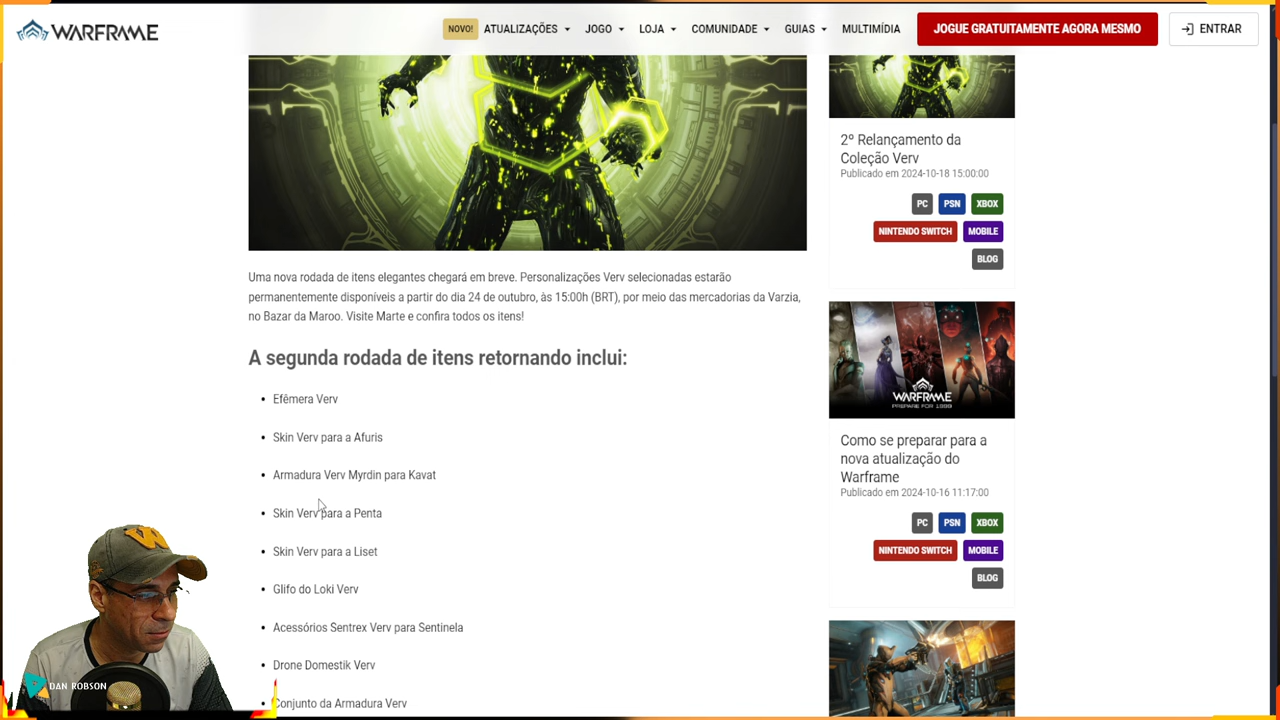 WARFRAME
NOVO! ATUALIZAÇÕES JOGO LOJA COMUNIDADE GUIAS MULTIMÍDIA JOGUE GRATUITAMENTE AGORA MESMO ENTRAR
Uma nova rodada de itens elegantes chegará em breve. Personalizações Verv selecionadas estarão
permanentemente disponíveis a partir do dia 24 de outubro, às 15:00h (BRT), por meio das mercadorias da Varzia,
no Bazar da Maroo. Visite Marte e confira todos os itens!
A segunda rodada de itens retornando inclui:
Efêmera Verv
Skin Verv para a Afuris
Armadura Verv Myrdin para Kavat
Skin Verv para a Penta
Skin Verv para a Liset
Glifo do Loki Verv
Acessórios Sentrex Verv para Sentinela
Drone Domestik Verv
Conjunto da Armadura Verv
2º Relançamento da
Coleção Verv
Publicado em 2024-10-18 15:00:00
PC PSN XBOX
NINTENDO SWITCH MOBILE
BLOG
WARFRAME
PREPARE FOR 1999
Como se preparar para a
nova atualização do
Warframe
Publicado em 2024-10-16 11:17:00
PC PSN XBOX
NINTENDO SWITCH MOBILE
BLOG
DAN ROBSON